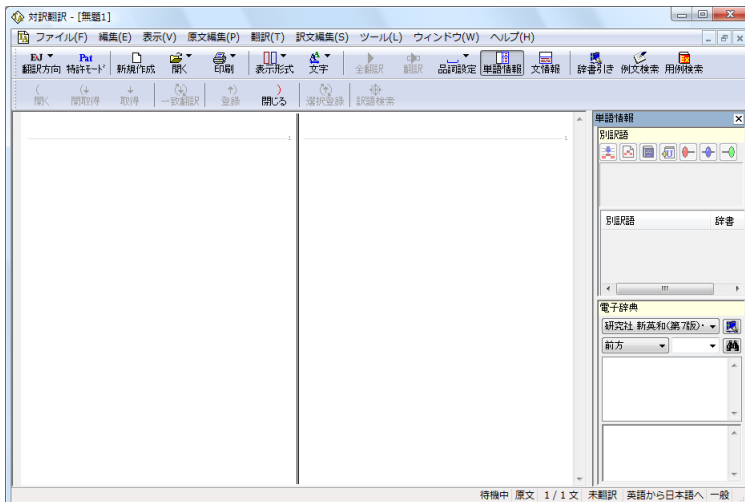 対訳翻訳 - [無題1]
ファイル(F) 編集(E) 表示(V) 原文編集(P) 翻訳(T) 訳文編集(S) ツール(L) ウィンドウ(W) ヘルプ(H)
EJ Pat
翻訳方向 特許モード 新規作成 開く 印刷 表示形式 文字 全翻訳 翻訳 品詞設定 単語情報 文情報 辞書引き 例文検索 用例検索
開く 開取得 取得 一致翻訳 登録 閉じる 選択登録 訳語検索
1 1
単語情報
別訳語
別訳語 辞書
電子辞典
研究社 新英和(第7版)・
前方
待機中 原文 1 / 1 文 未翻訳 英語から日本語へ 一般